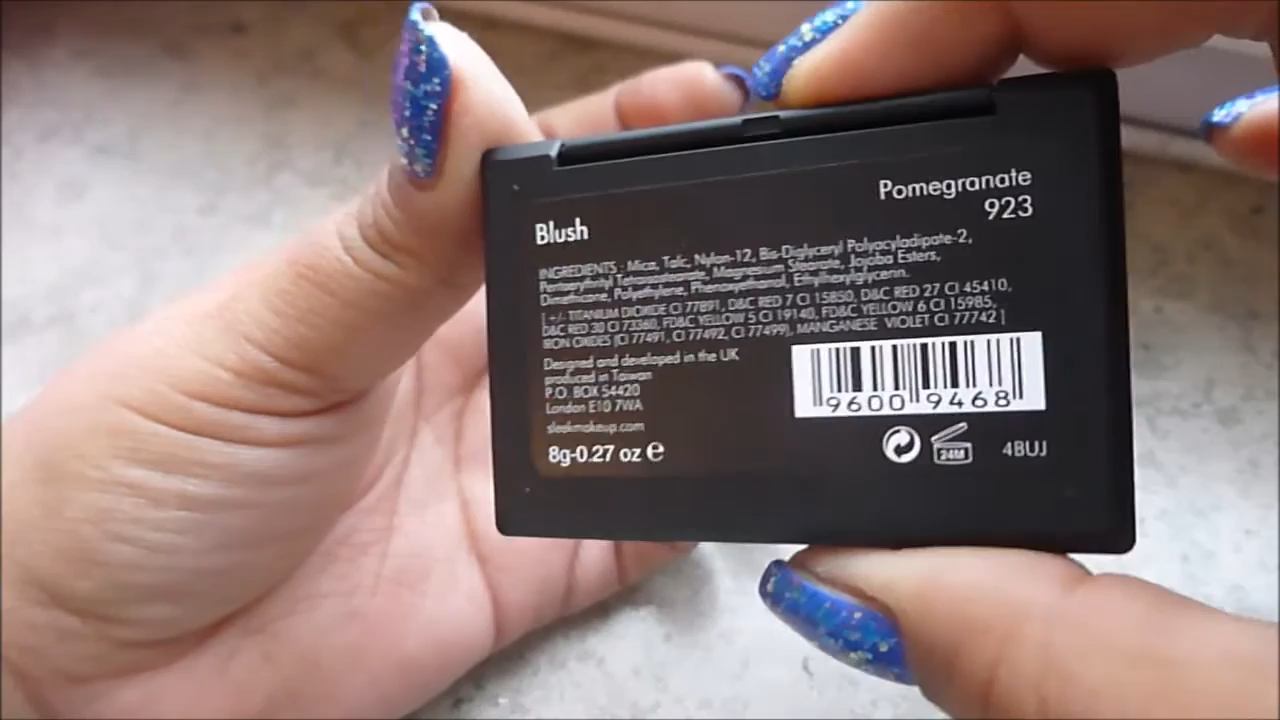 Blush
Pomegranate
923
INGREDIENTS : Mica, Talc, Nylon-12, Bis-Diglyceryl Polyacyladipate-2,
Pentaerythrityl Tetraisostearate, Magnesium Stearate, Jojoba Esters,
Dimethicone, Polyethylene, Phenoxyethanol, Ethylhexylglycerin.
[ +/- TITANIUM DIOXIDE CI 77891, D&C RED 7 CI 15850, D&C RED 27 CI 45410,
D&C RED 30 CI 73360, FD&C YELLOW 5 CI 19140, FD&C YELLOW 6 CI 15985,
IRON OXIDES (CI 77491, CI 77492, CI 77499), MANGANESE VIOLET CI 77742 ]
Designed and developed in the UK
produced in Taiwan
P.O. BOX 54420
London E10 7WA
sleekmakeup.com
8g-0.27 oz e
9600 9468
24M
4BUJ